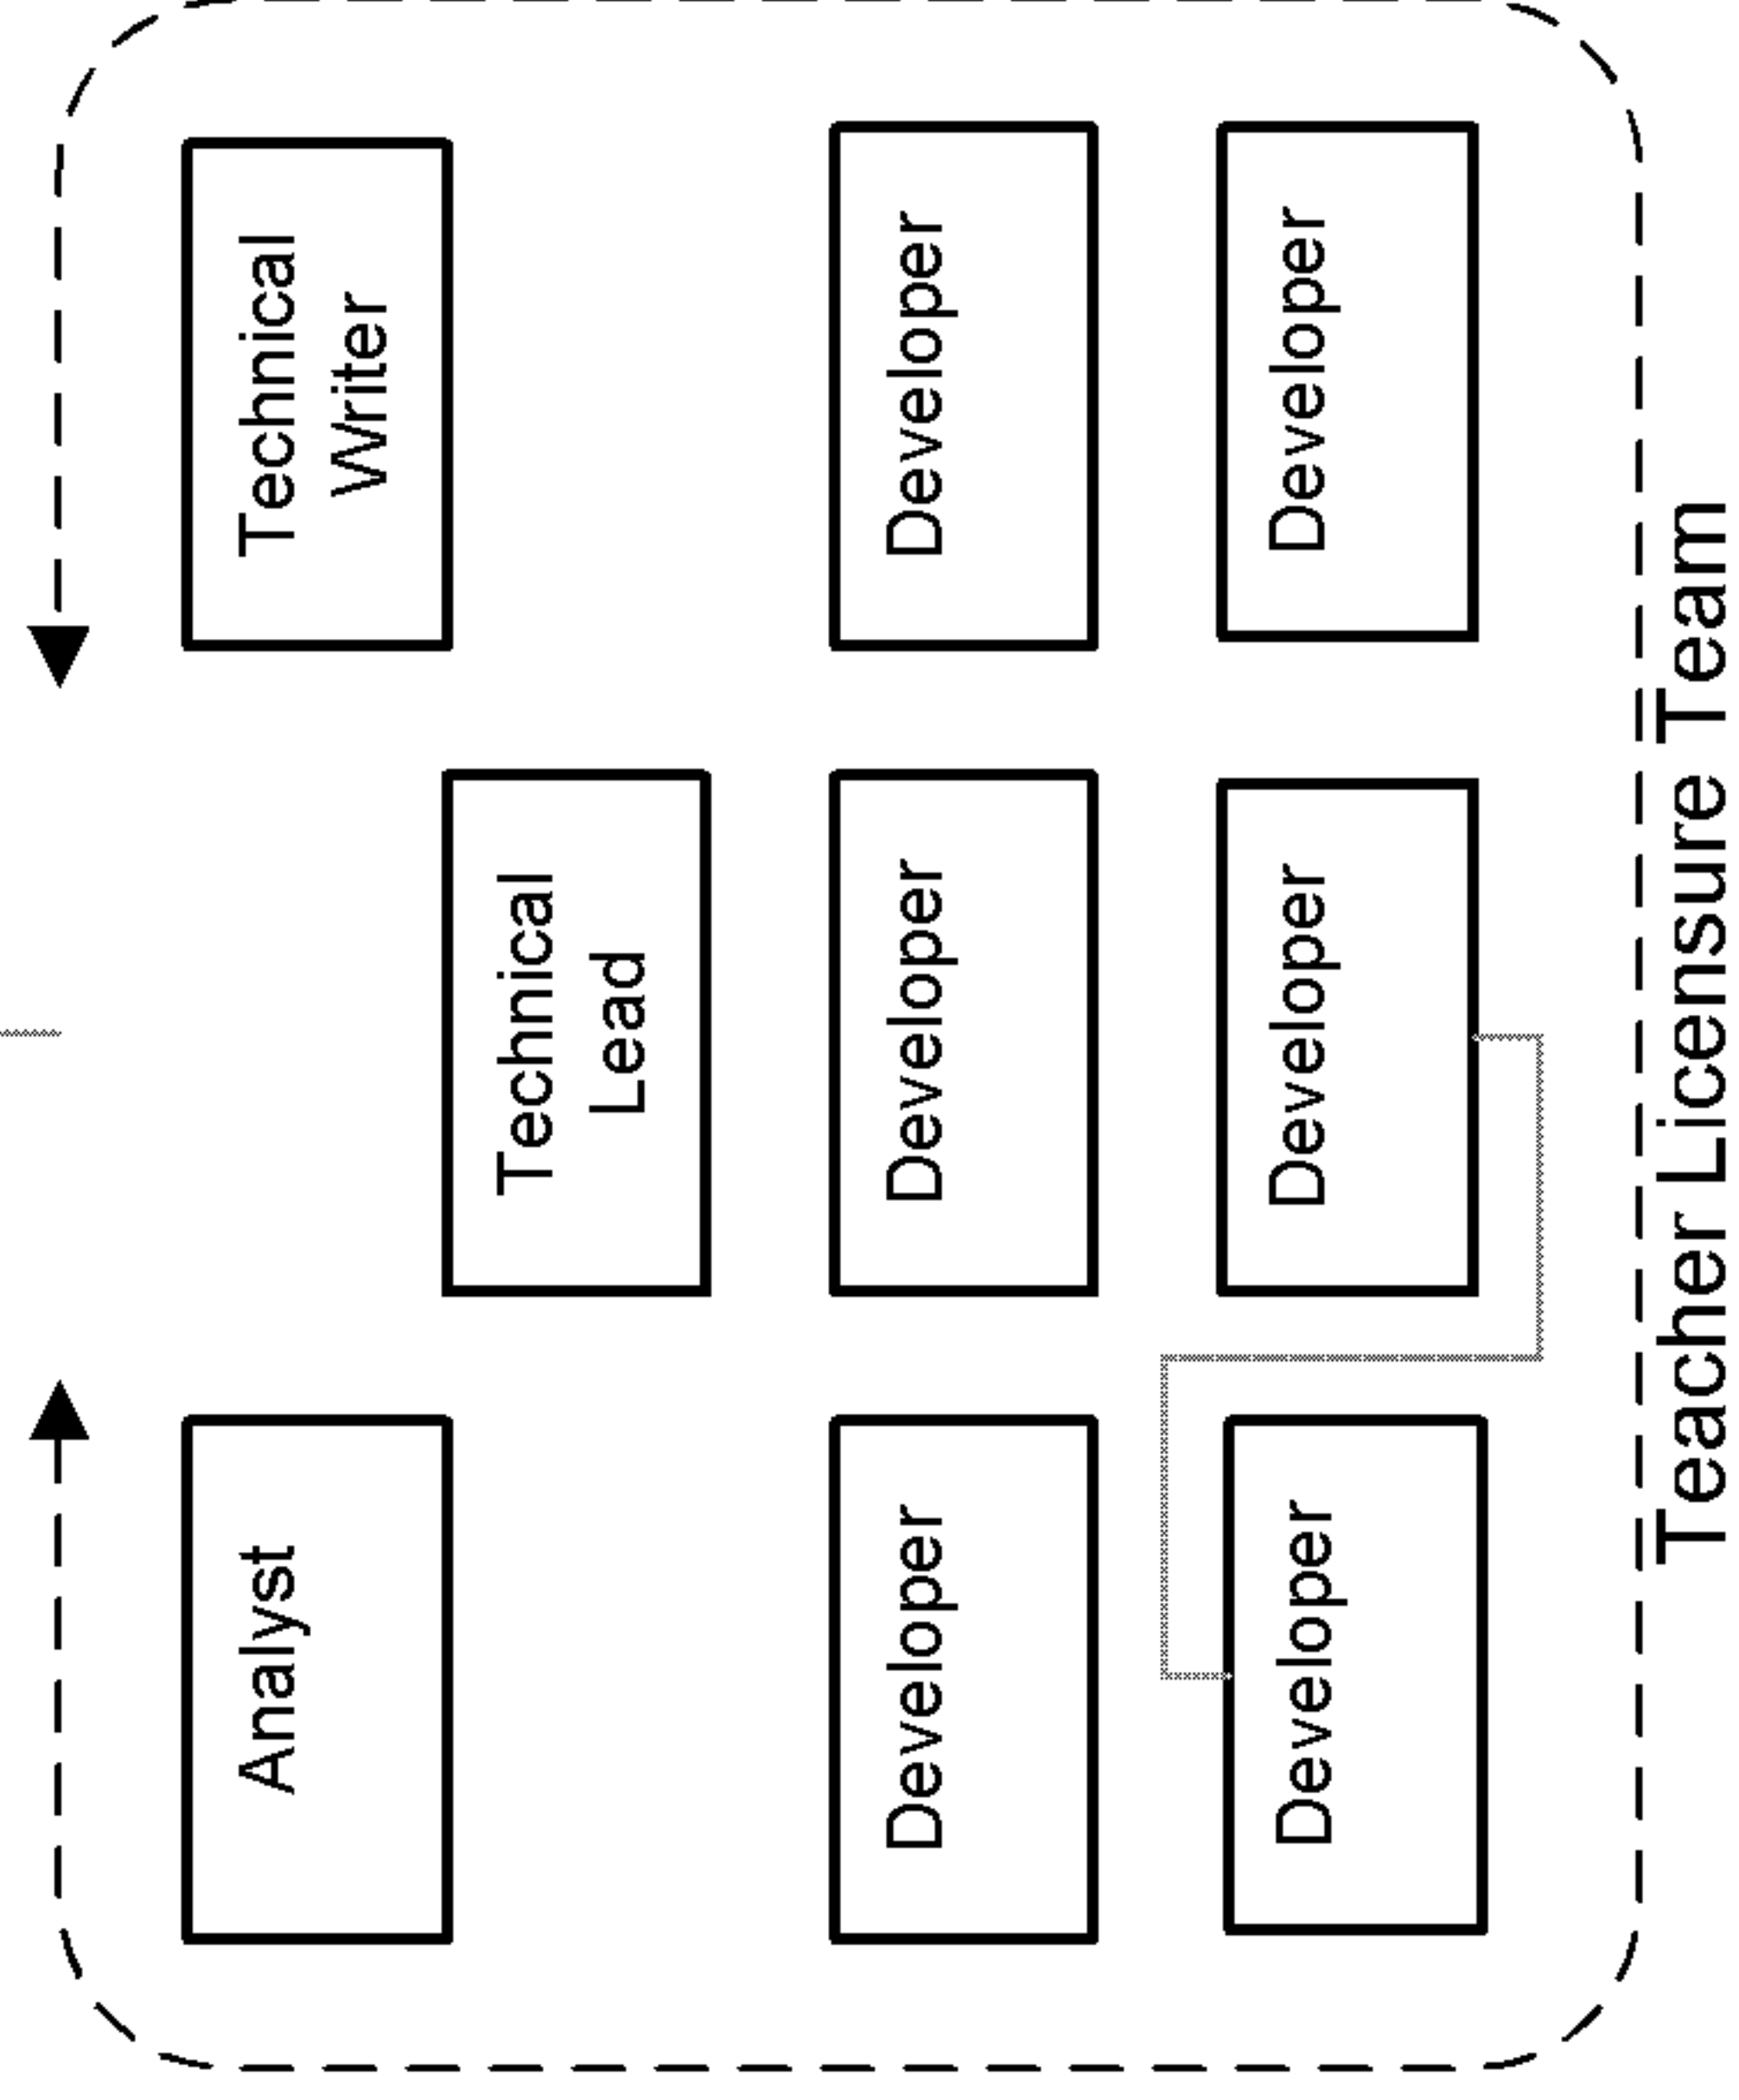 Analyst
Technical
Writer
Technical
Lead
Developer
Developer
Developer
Developer
Developer
Developer
Teacher Licensure Team